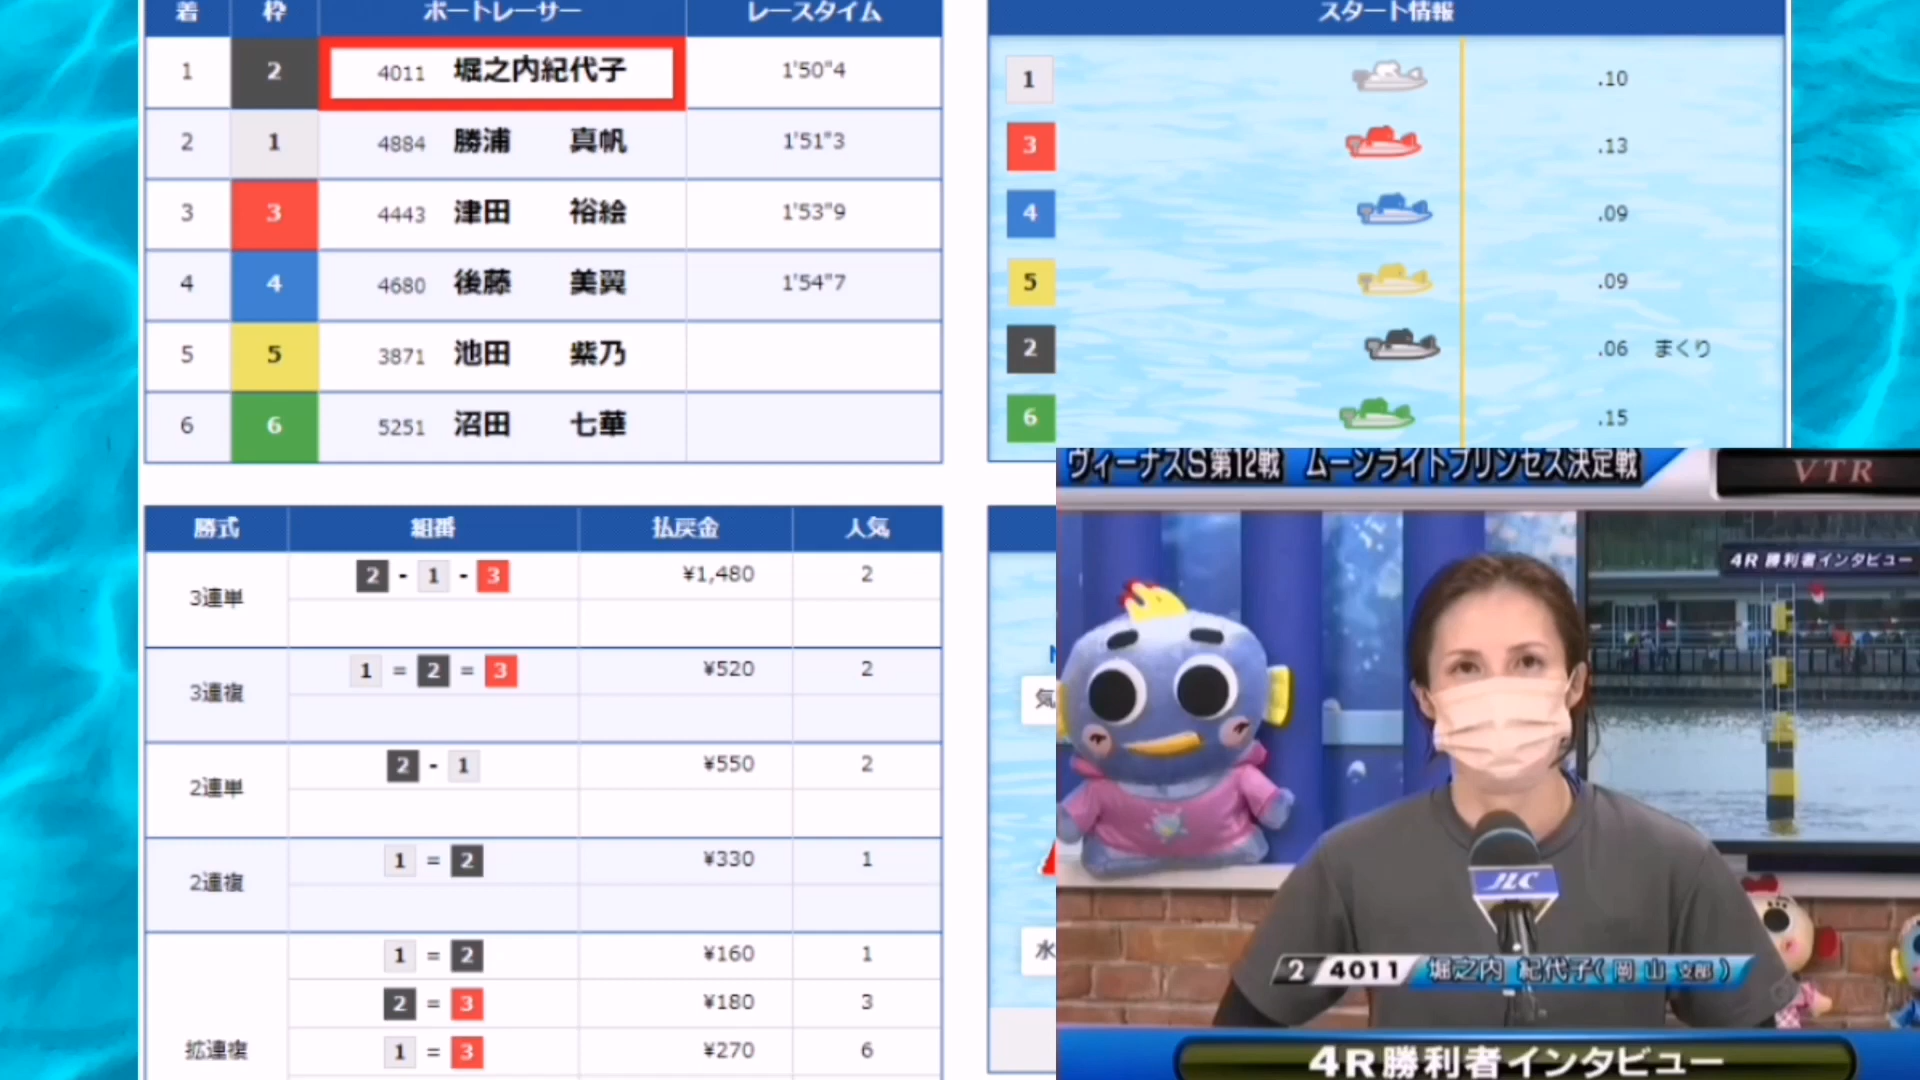 着 枠 ボートレーサー レースタイム
1 2 4011 堀之内紀代子 1'50"4
2 1 4884 勝浦 真帆 1'51"3
3 3 4443 津田 裕絵 1'53"9
4 4 4680 後藤 美翼 1'54"7
5 5 3871 池田 紫乃
6 6 5251 沼田 七華
スタート情報
1 .10
3 .13
4 .09
5 .09
2 .06 まくり
6 .15
勝式 組番 払戻金 人気
3連単 2 - 1 - 3 ¥1,480 2
3連複 1 = 2 = 3 ¥520 2
2連単 2 - 1 ¥550 2
2連複 1 = 2 ¥330 1
拡連複 1 = 2 ¥160 1
2 = 3 ¥180 3
1 = 3 ¥270 6
気
水
ヴィーナスS第12戦 ムーンライトプリンセス決定戦
VTR
4R 勝利者インタビュー
JLC
2 4011 堀之内 紀代子(岡山支部)
4R勝利者インタビュー